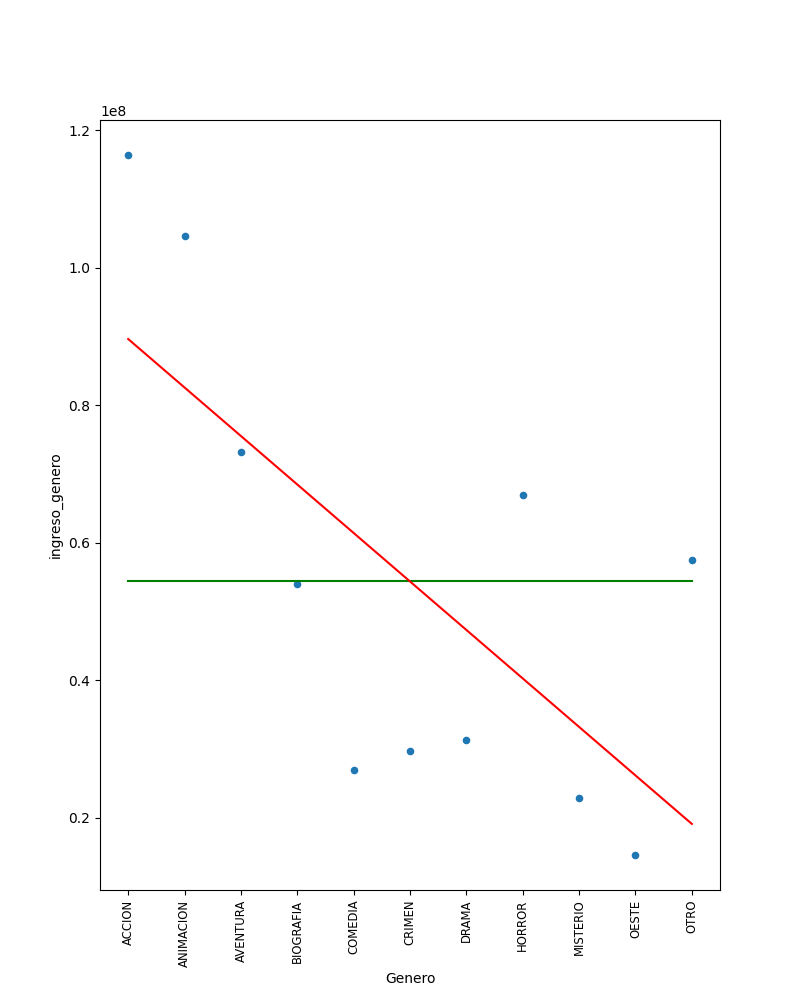 1e8
1.2
1.0
0.8
0.6
0.4
0.2
ingreso_genero
ACCION
ANIMACION
AVENTURA
BIOGRAFIA
COMEDIA
CRIMEN
DRAMA
HORROR
MISTERIO
OESTE
OTRO
Genero